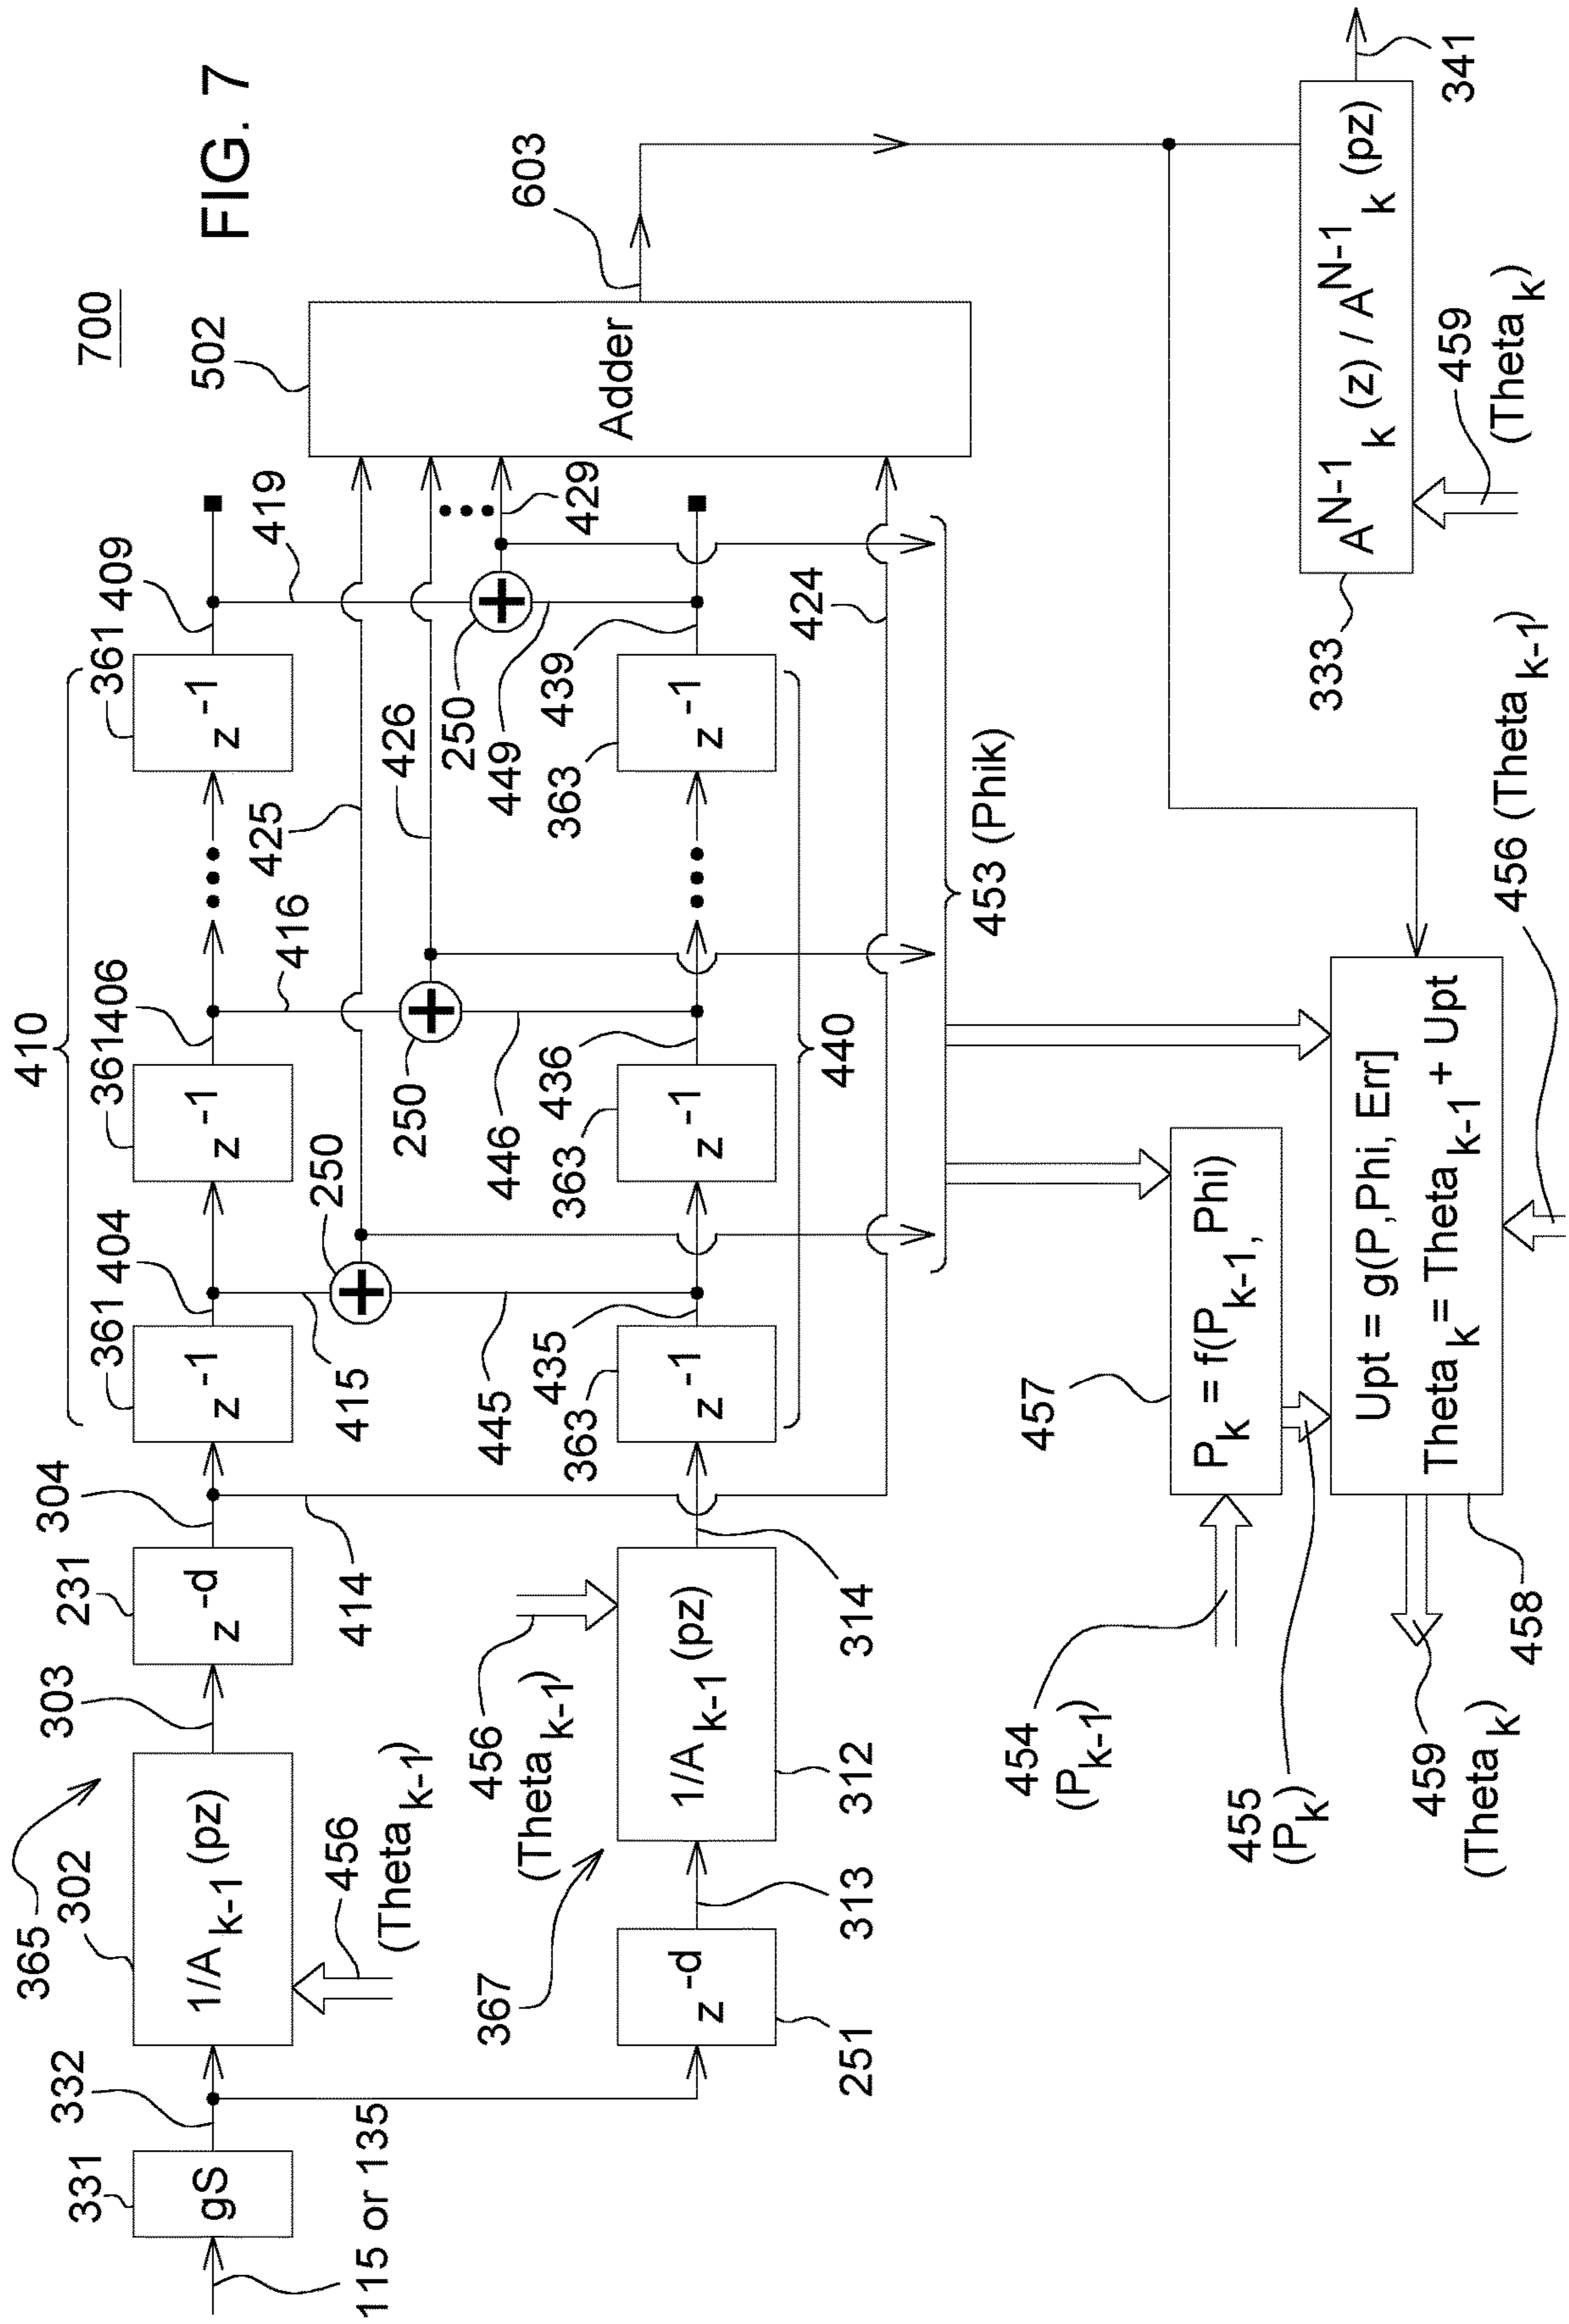 FIG. 7
700
115 or 135
331
gS
332
365
302
1/A k-1 (pz)
456
(Theta k-1)
303
231
z -d
304
414
410
361
z -1
404
415
250
361
z -1
406
416
250
361
z -1
409
419
425
426
250
429
502
Adder
603
367
251
z -d
313
312
1/A k-1 (pz)
456
(Theta k-1)
314
363
z -1
435
445
363
z -1
436
446
440
363
z -1
439
449
424
453 (Phik)
454
(P k-1)
457
P k = f(P k-1, Phi)
455
(P k)
Upt = g(P,Phi, Err]
Theta k = Theta k-1 + Upt
458
459
(Theta k)
456 (Theta k-1)
333
A N-1 k (z) / A N-1 k (pz)
459
(Theta k)
341